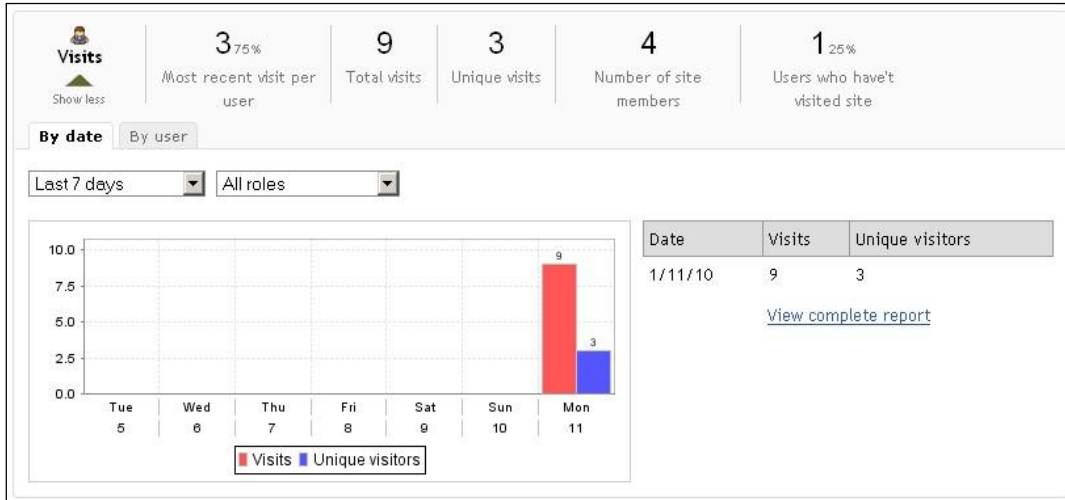 Visits
Show less
3 75%
Most recent visit per
user
9
Total visits
3
Unique visits
4
Number of site
members
1 25%
Users who have't
visited site
By date By user
Last 7 days All roles
10.0
7.5
5.0
2.5
0.0
9
3
Tue Wed Thu Fri Sat Sun Mon
5 6 7 8 9 10 11
Visits Unique visitors
Date Visits Unique visitors
1/11/10 9 3
View complete report